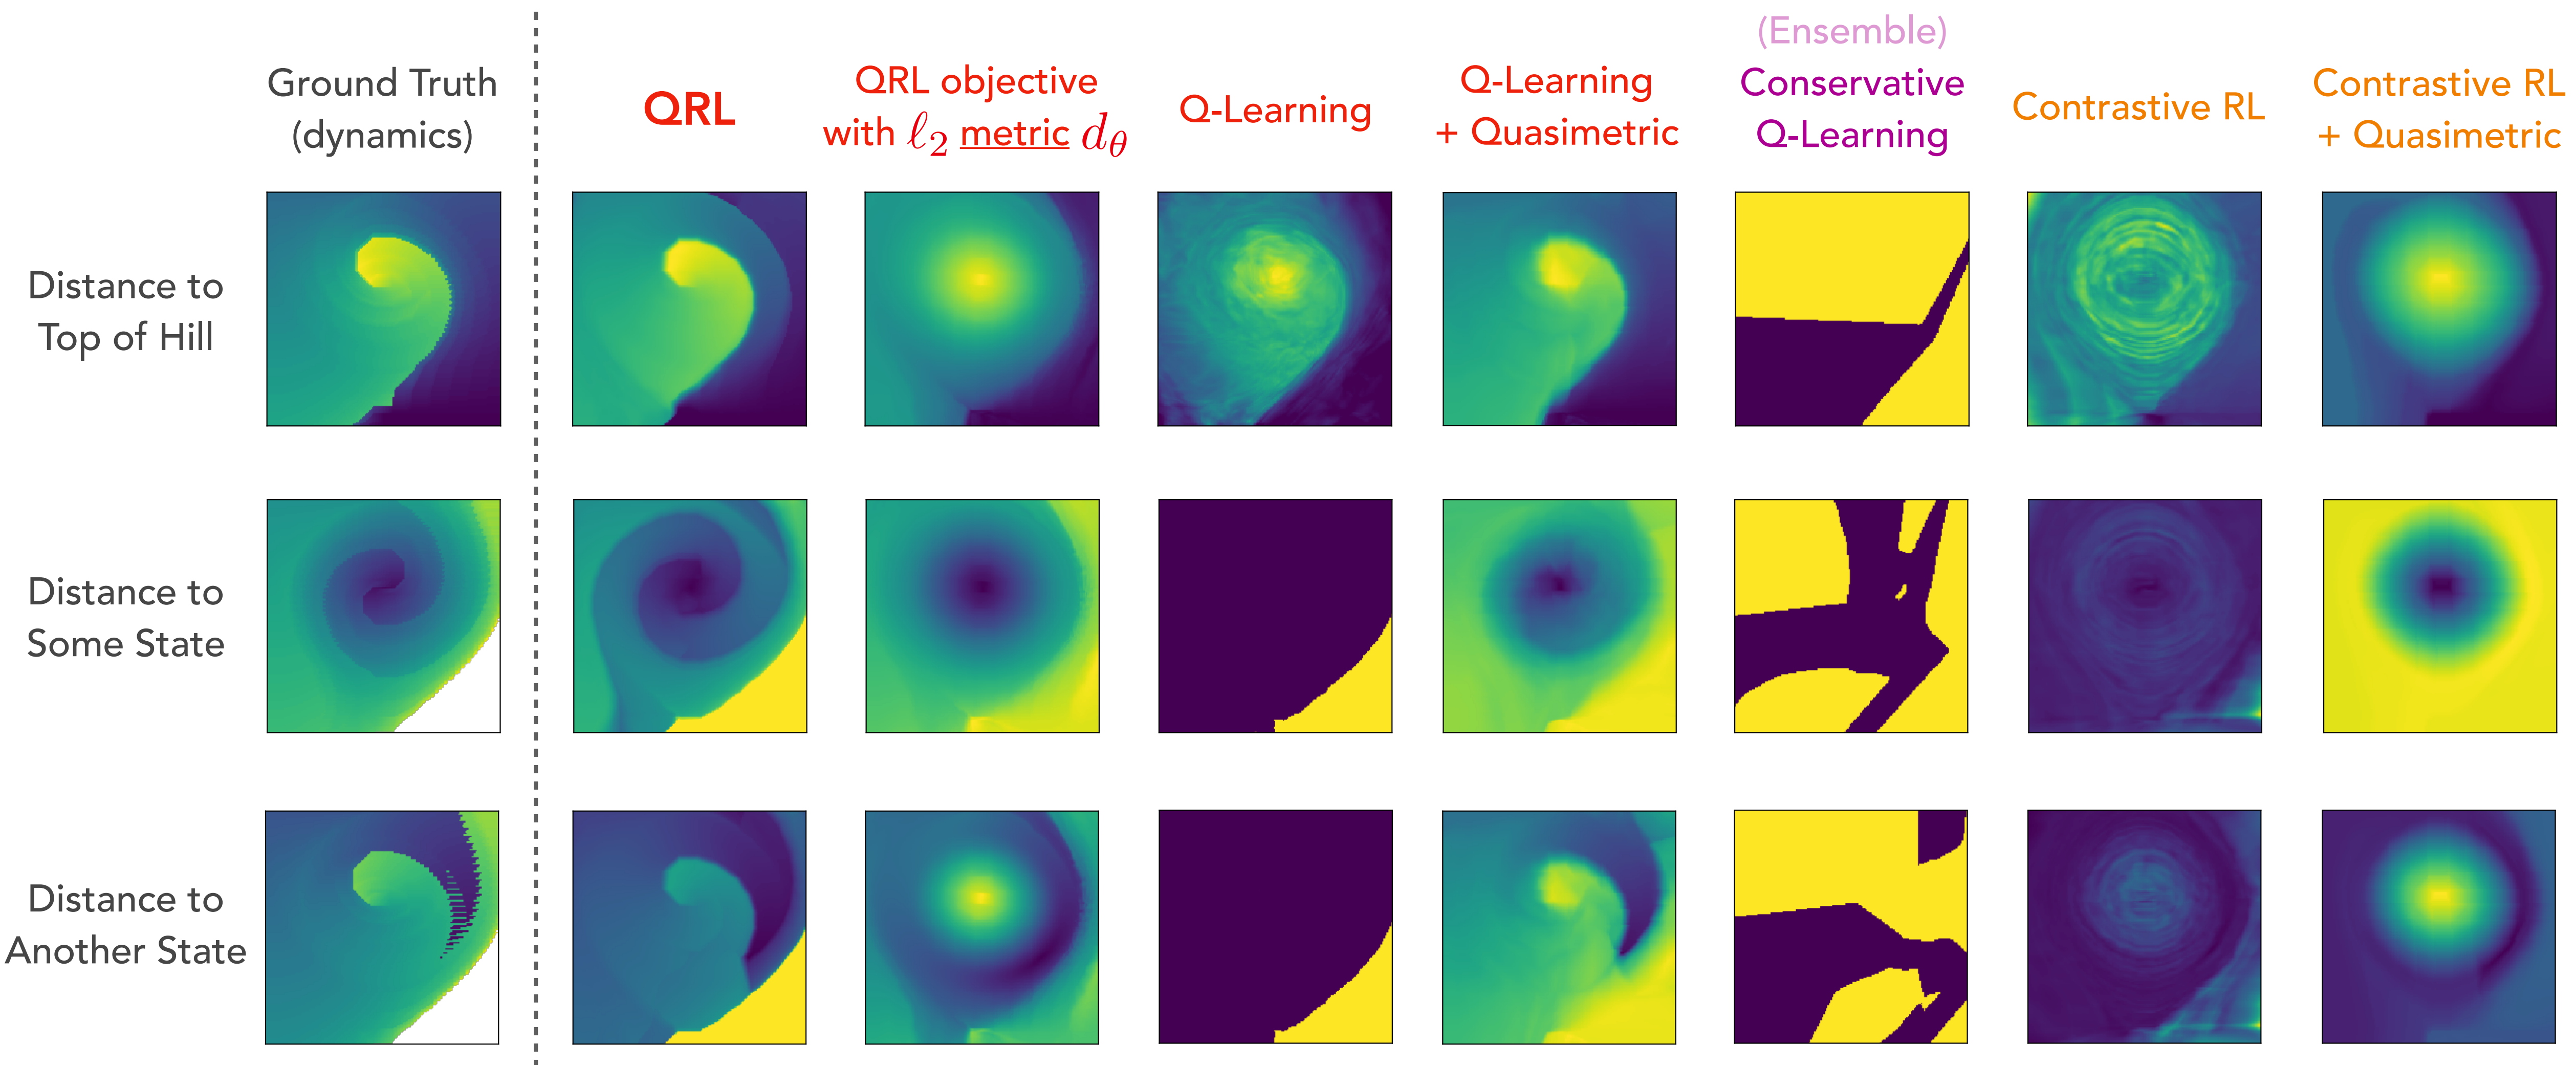 (Ensemble)
Ground Truth
(dynamics)
QRL
QRL objective
with ℓ₂ metric d_θ
Q-Learning
Q-Learning
+ Quasimetric
Conservative
Q-Learning
Contrastive RL
Contrastive RL
+ Quasimetric
Distance to
Top of Hill
Distance to
Some State
Distance to
Another State